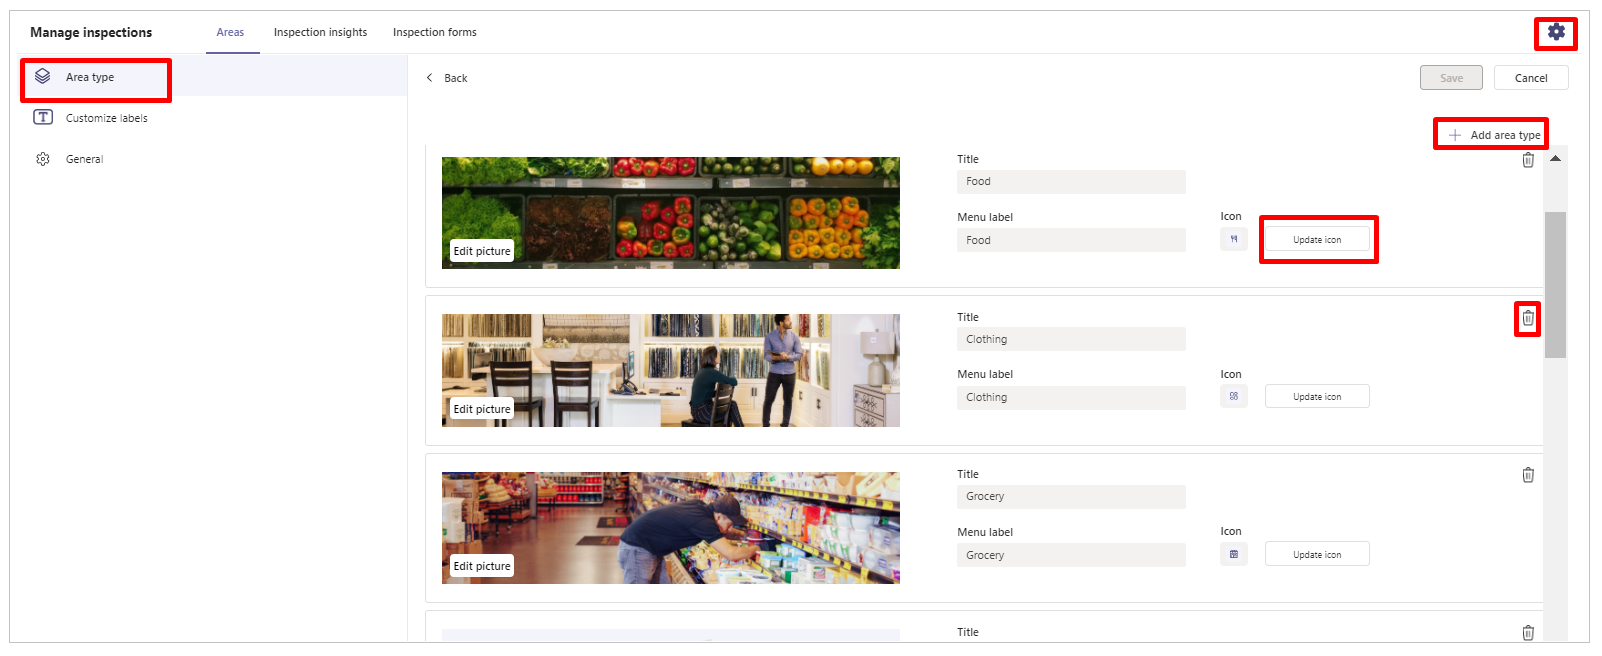 Manage inspections
Areas
Inspection insights
Inspection forms
Area type
Customize labels
General
Back
Save
Cancel
Add area type
Edit picture
Title
Food
Menu label
Food
Icon
Update icon
Edit picture
Title
Clothing
Menu label
Clothing
Icon
Update icon
Edit picture
Title
Grocery
Menu label
Grocery
Icon
Update icon
Title